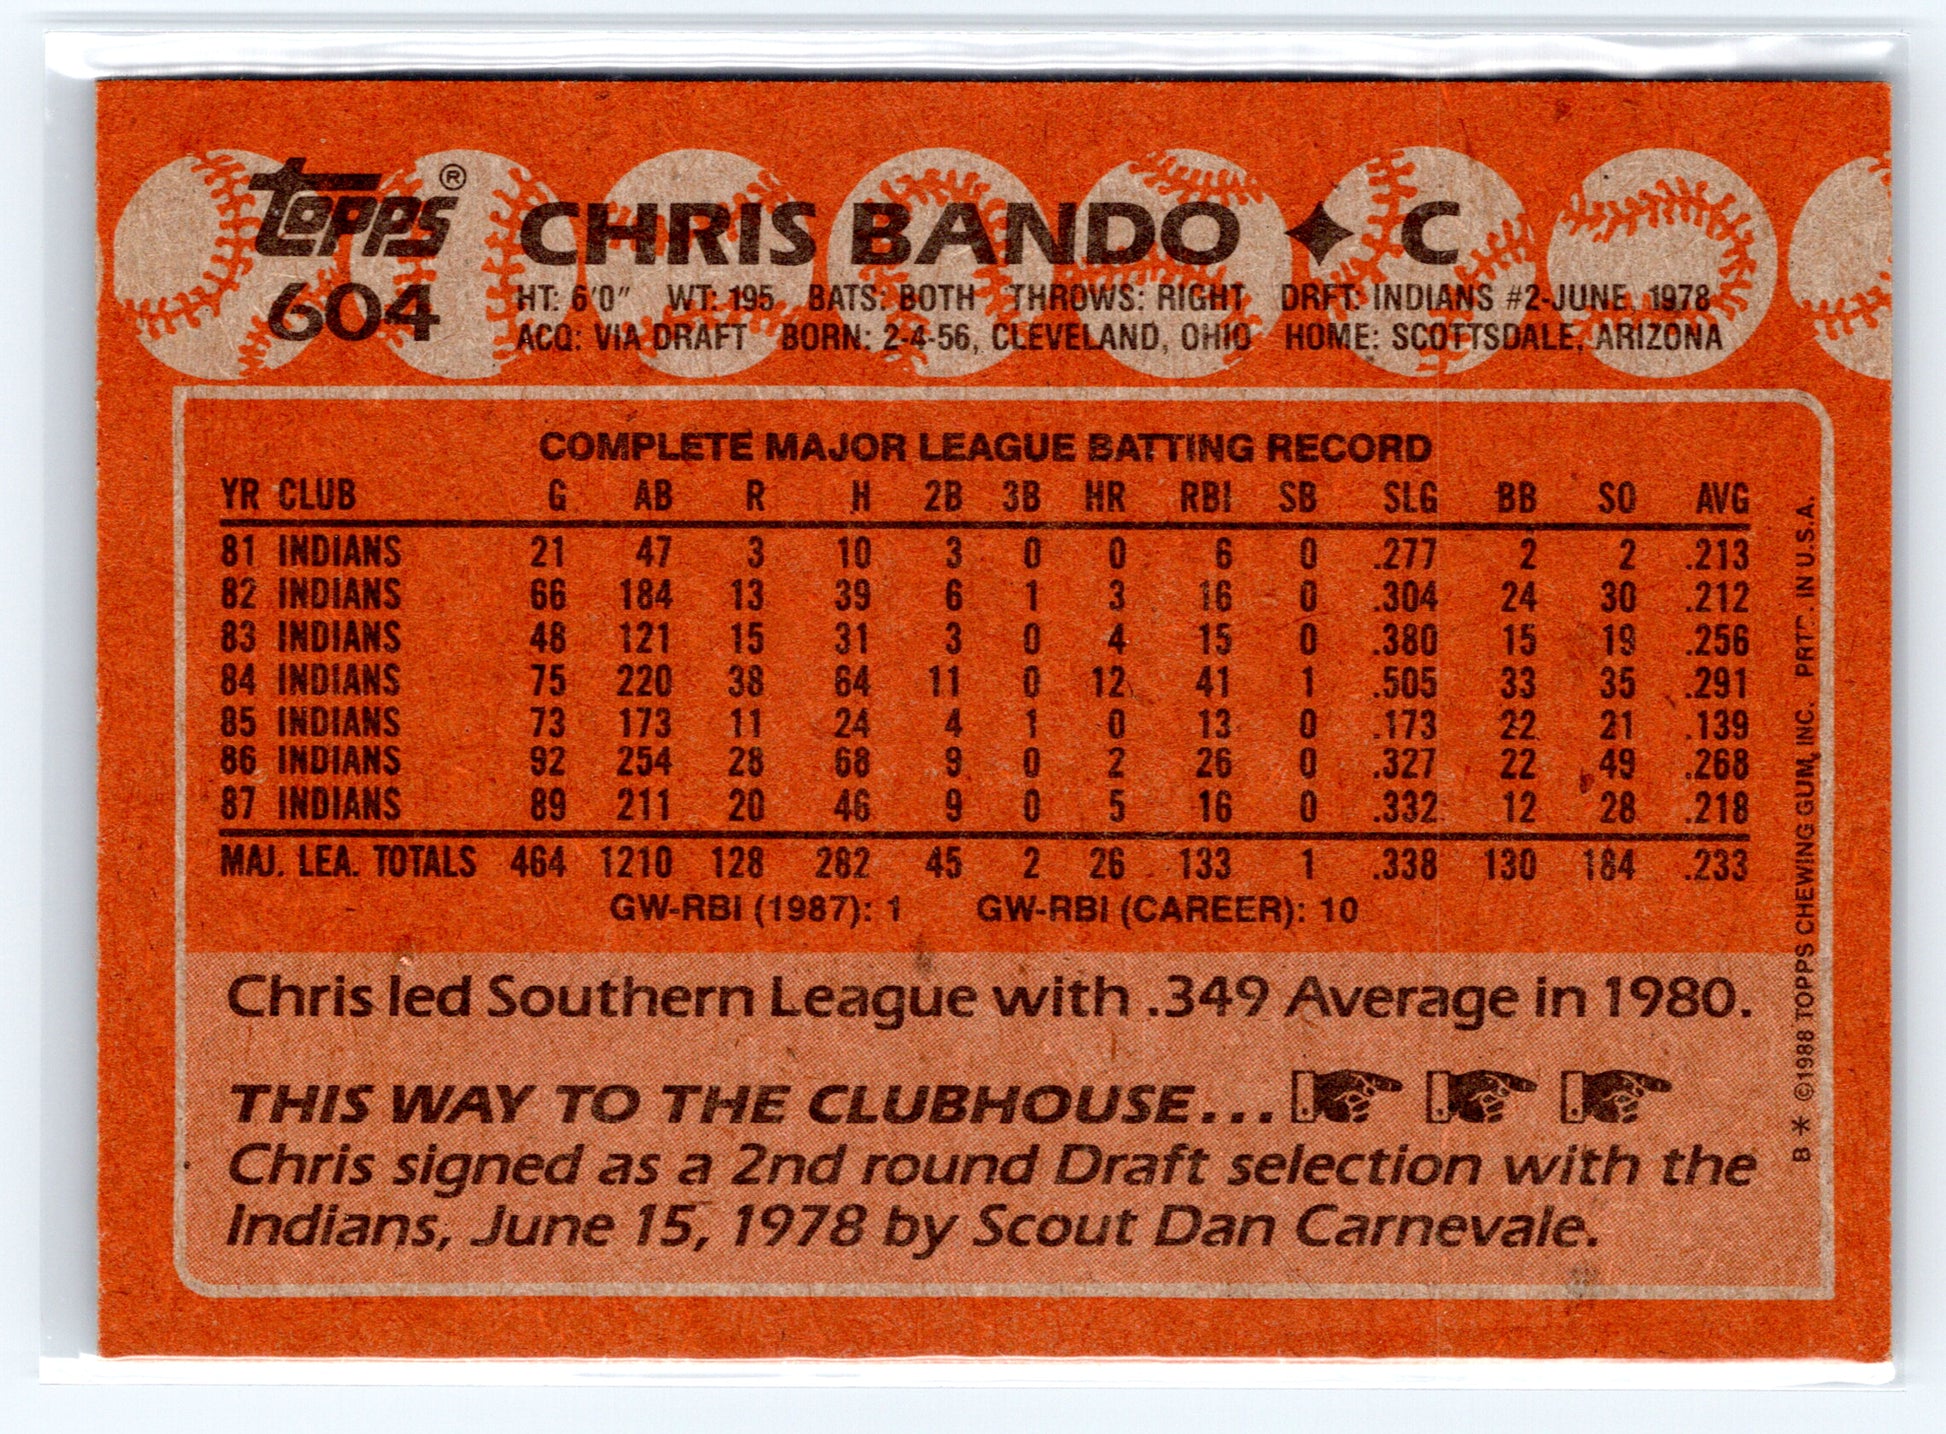 topps®
604
CHRIS BANDO ✦ C
HT: 6'0" WT: 195 BATS: BOTH THROWS: RIGHT DRFT: INDIANS #2-JUNE, 1978
ACQ: VIA DRAFT BORN: 2-4-56, CLEVELAND, OHIO HOME: SCOTTSDALE, ARIZONA
COMPLETE MAJOR LEAGUE BATTING RECORD
YR CLUB G AB R H 2B 3B HR RBI SB SLG BB SO AVG
81 INDIANS 21 47 3 10 3 0 0 6 0 .277 2 2 .213
82 INDIANS 66 184 13 39 6 1 3 16 0 .304 24 30 .212
83 INDIANS 48 121 15 31 3 0 4 15 0 .380 15 19 .256
84 INDIANS 75 220 38 64 11 0 12 41 1 .505 33 35 .291
85 INDIANS 73 173 11 24 4 1 0 13 0 .173 22 21 .139
86 INDIANS 92 254 28 68 9 0 2 26 0 .327 22 49 .268
87 INDIANS 89 211 20 46 9 0 5 16 0 .332 12 28 .218
MAJ. LEA. TOTALS 464 1210 128 282 45 2 26 133 1 .338 130 184 .233
GW-RBI (1987): 1 GW-RBI (CAREER): 10
Chris led Southern League with .349 Average in 1980.
THIS WAY TO THE CLUBHOUSE...
Chris signed as a 2nd round Draft selection with the
Indians, June 15, 1978 by Scout Dan Carnevale.
B * ©1988 TOPPS CHEWING GUM, INC. PRTD. IN U.S.A.